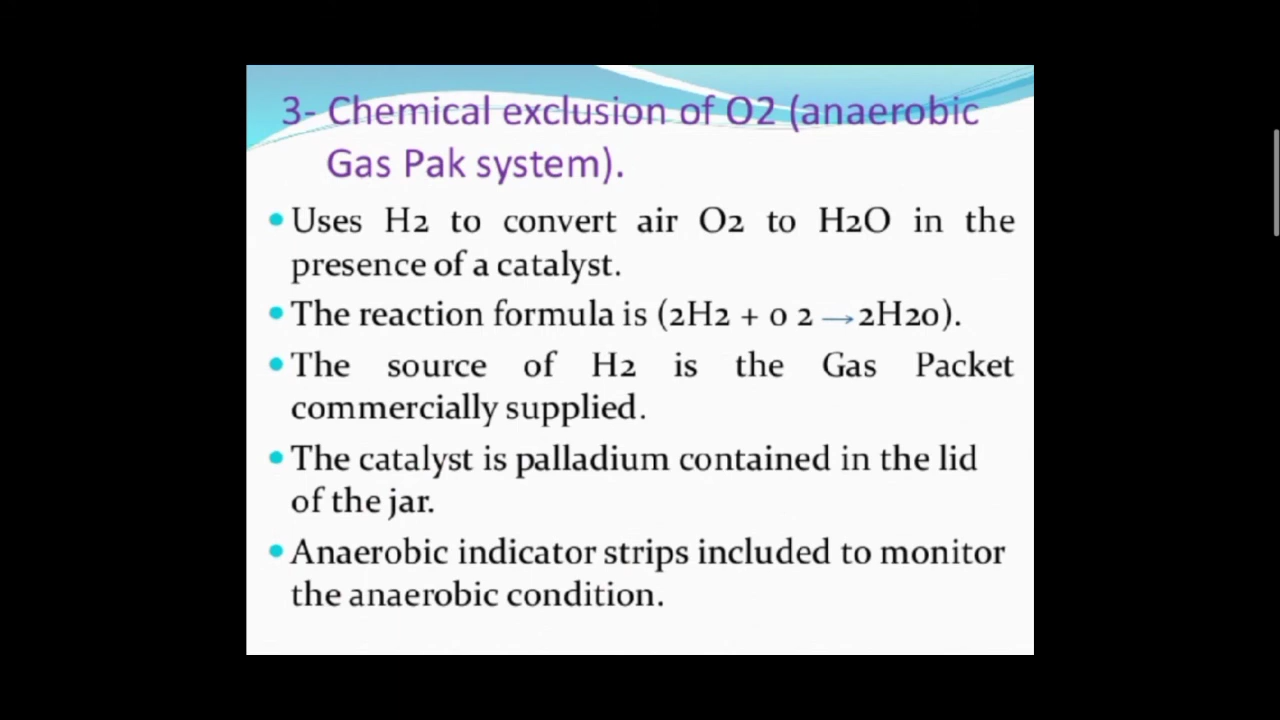 3- Chemical exclusion of O2 (anaerobic
Gas Pak system).
• Uses H2 to convert air O2 to H2O in the
presence of a catalyst.
• The reaction formula is (2H2 + o 2 → 2H2o).
• The source of H2 is the Gas Packet
commercially supplied.
• The catalyst is palladium contained in the lid
of the jar.
• Anaerobic indicator strips included to monitor
the anaerobic condition.